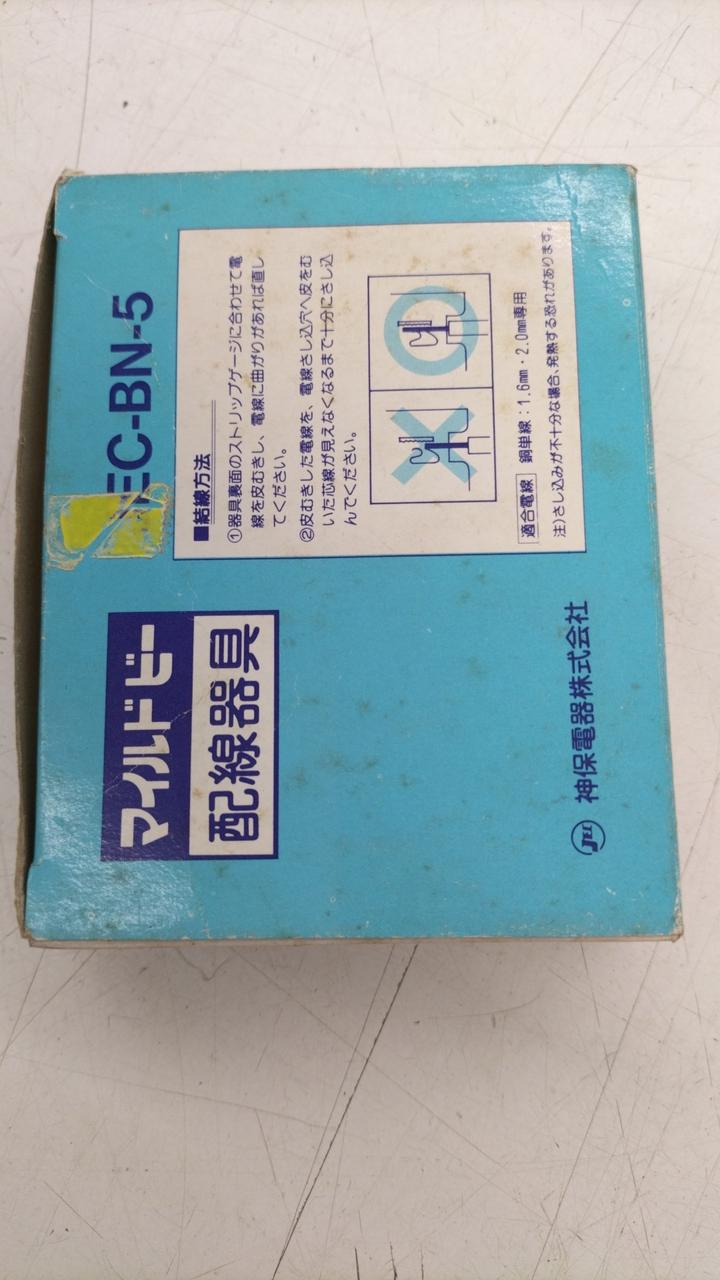 マイルドビー
配線器具
EC-BN-5
■結線方法
①器具裏面のストリップゲージに合わせて電
線を皮むきし、電線に曲がりがあれば直し
てください。
②皮むきした電線を、電線さし込穴へ皮をむ
いた芯線が見えなくなるまで十分にさし込
んでください。
適合電線 銅単線：1.6mm・2.0mm専用
注)さし込みが不十分な場合、発熱する恐れがあります。
JEC 神保電器株式会社